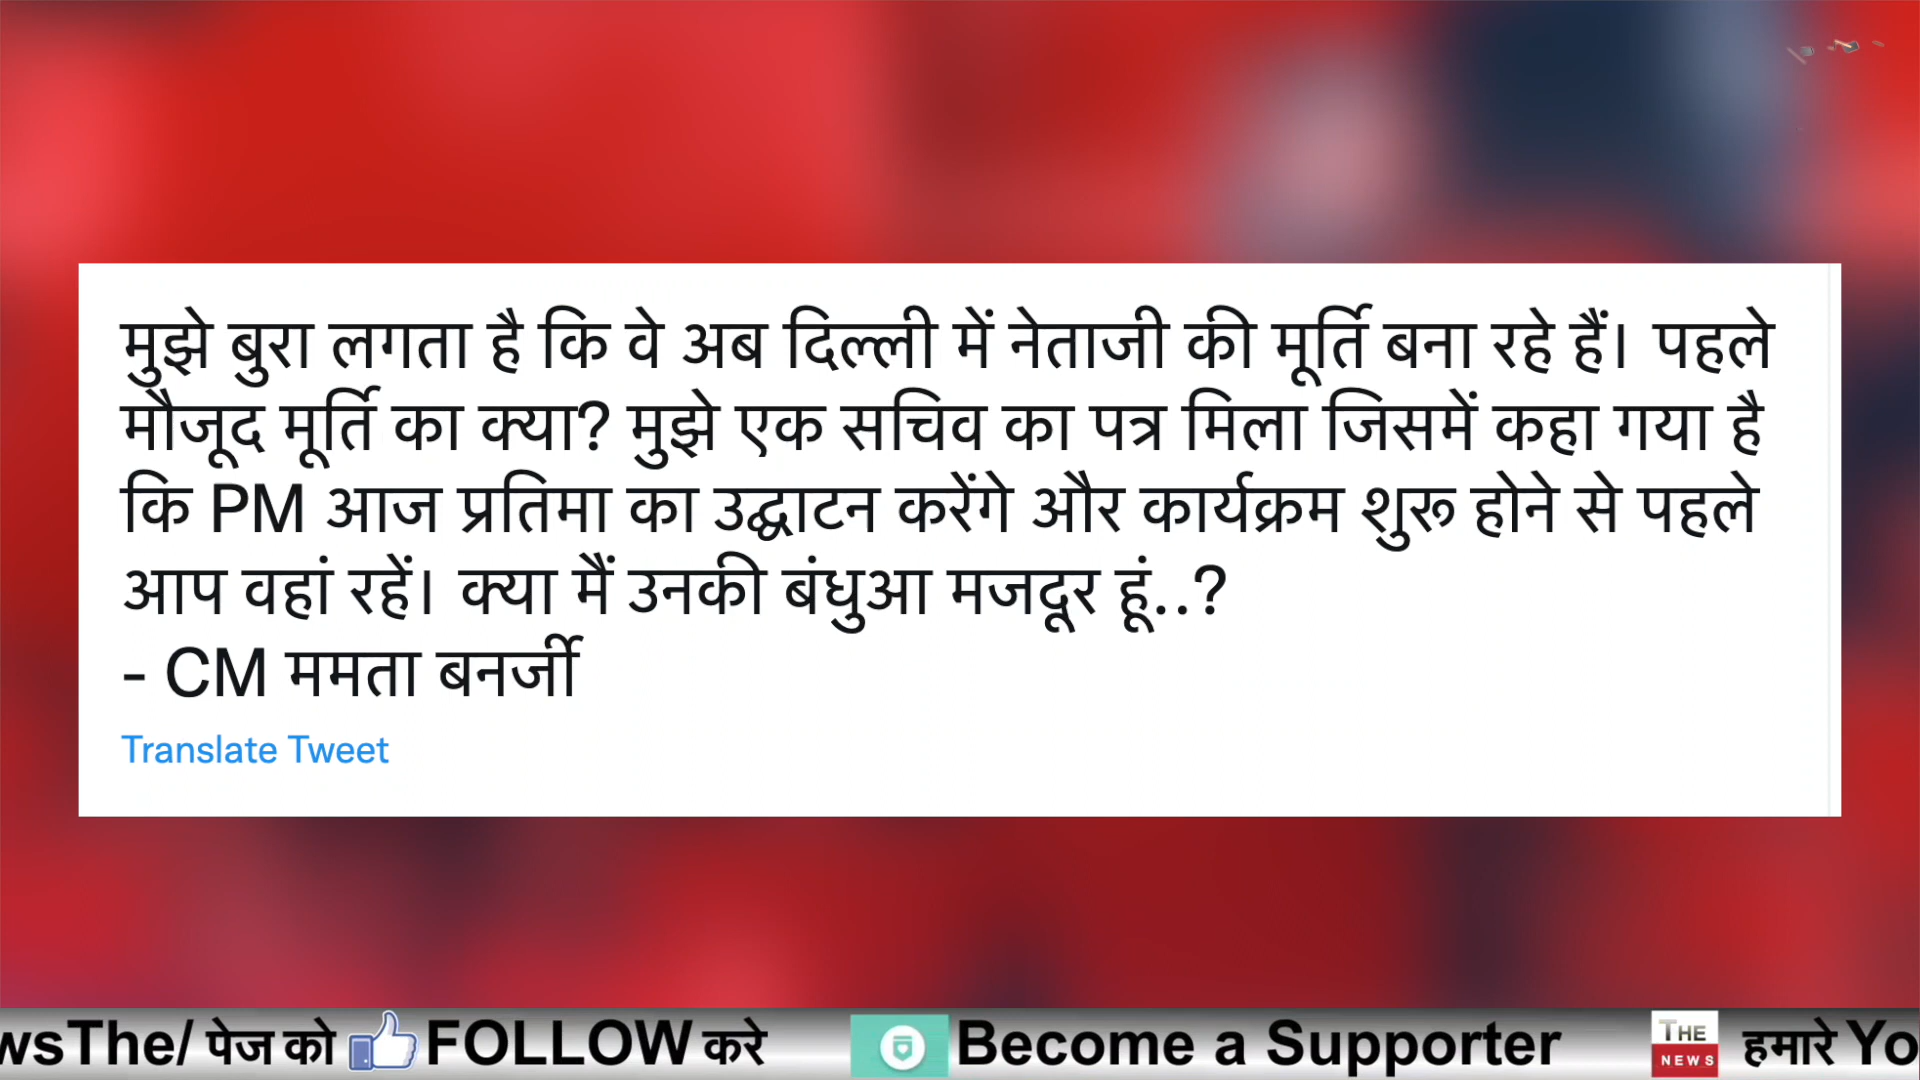 मुझे बुरा लगता है कि वे अब दिल्ली में नेताजी की मूर्ति बना रहे हैं। पहले
मौजूद मूर्ति का क्या? मुझे एक सचिव का पत्र मिला जिसमें कहा गया है
कि PM आज प्रतिमा का उद्घाटन करेंगे और कार्यक्रम शुरू होने से पहले
आप वहां रहें। क्या मैं उनकी बंधुआ मजदूर हूं..?
- CM ममता बनर्जी
Translate Tweet
wsThe/ पेज को FOLLOW करे Become a Supporter THE NEWS हमारे Yo